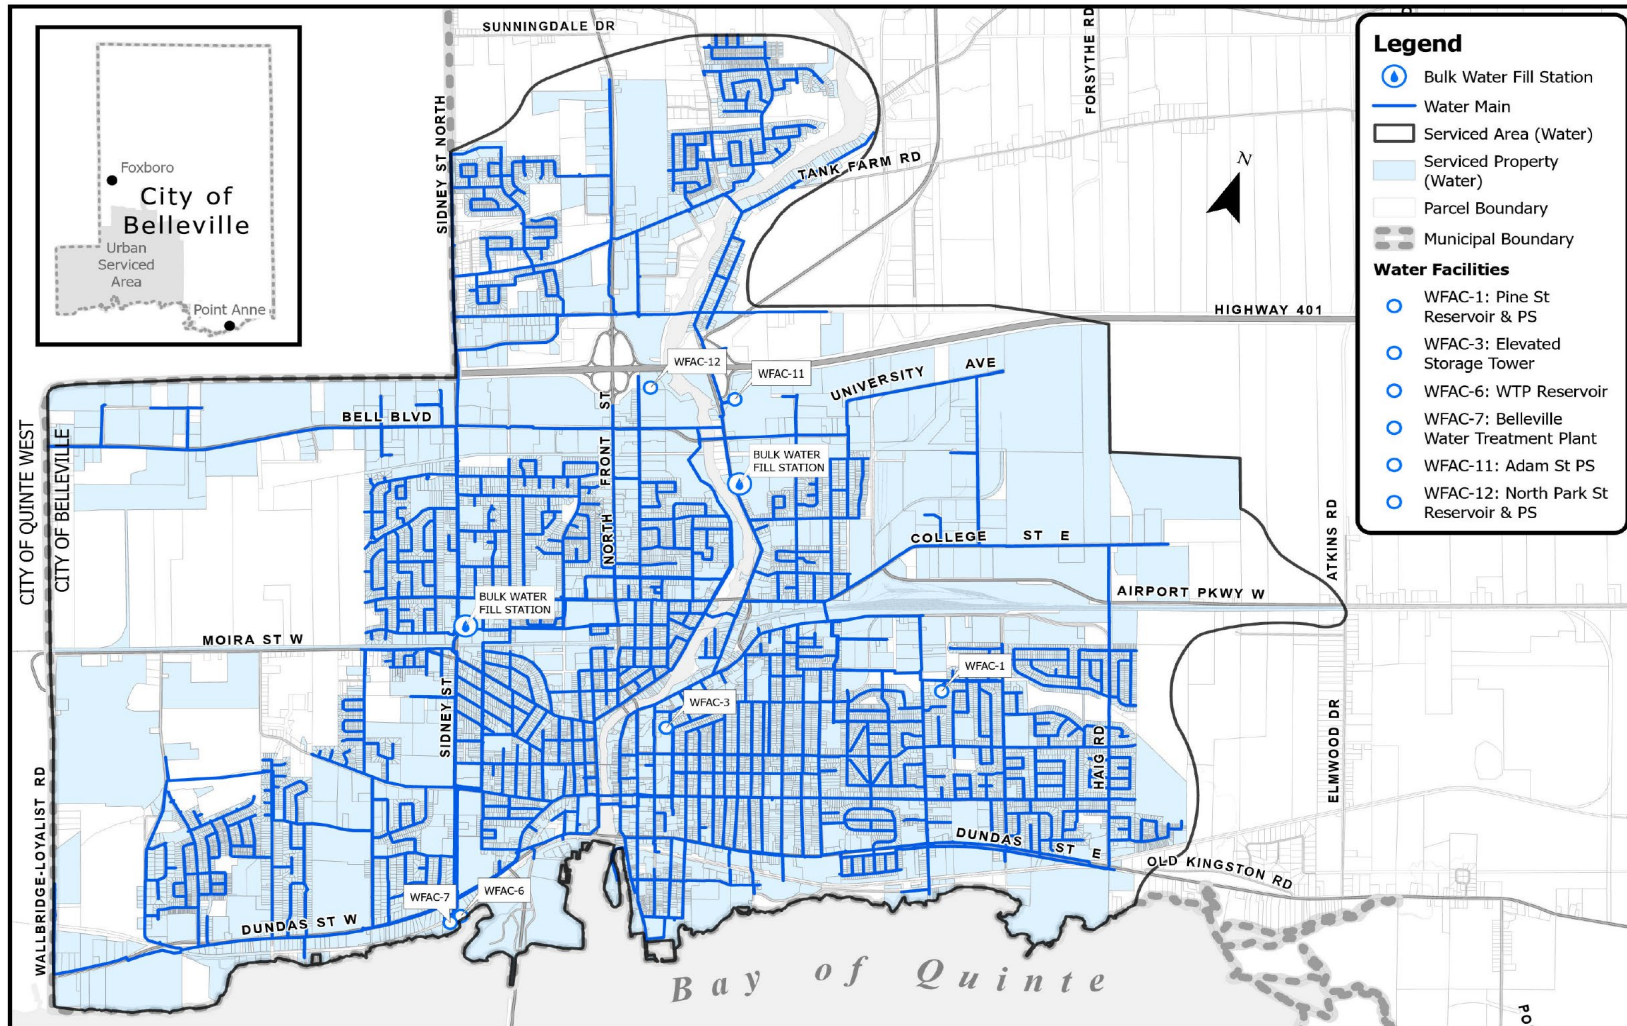 SUNNINGDALE DR
FORSYTHE RD
SIDNEY ST NORTH
TANK FARM RD
N
HIGHWAY 401
Foxboro
City of
Belleville
Urban
Serviced
Area
Point Anne
Legend
Bulk Water Fill Station
Water Main
Serviced Area (Water)
Serviced Property
(Water)
Parcel Boundary
Municipal Boundary
Water Facilities
WFAC-1: Pine St
Reservoir & PS
WFAC-3: Elevated
Storage Tower
WFAC-6: WTP Reservoir
WFAC-7: Belleville
Water Treatment Plant
WFAC-11: Adam St PS
WFAC-12: North Park St
Reservoir & PS
WFAC-12
WFAC-11
UNIVERSITY AVE
BELL BLVD
NORTH FRONT ST
CITY OF QUINTE WEST
CITY OF BELLEVILLE
BULK WATER
FILL STATION
COLLEGE ST E
ATKINS RD
AIRPORT PKWY W
BULK WATER
FILL STATION
MOIRA ST W
WFAC-1
SIDNEY ST
WFAC-3
HAIG RD
ELMWOOD DR
WALLBRIDGE-LOYALIST RD
DUNDAS ST E
OLD KINGSTON RD
WFAC-7
WFAC-6
DUNDAS ST W
Bay of Quinte